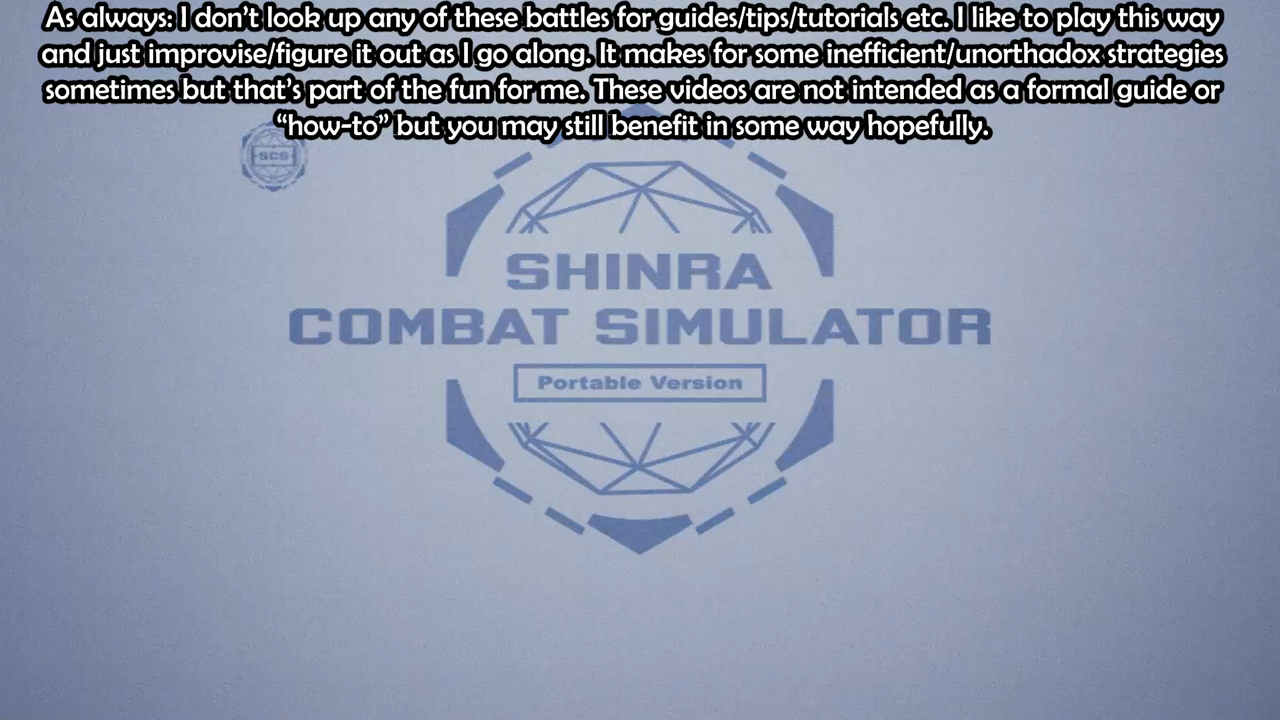 As always: I don't look up any of these battles for guides/tips/tutorials etc. I like to play this way
and just improvise/figure it out as I go along. It makes for some inefficient/unorthadox strategies
sometimes but that's part of the fun for me. These videos are not intended as a formal guide or
“how-to” but you may still benefit in some way hopefully.
SCS
SHINRA
COMBAT SIMULATOR
Portable Version